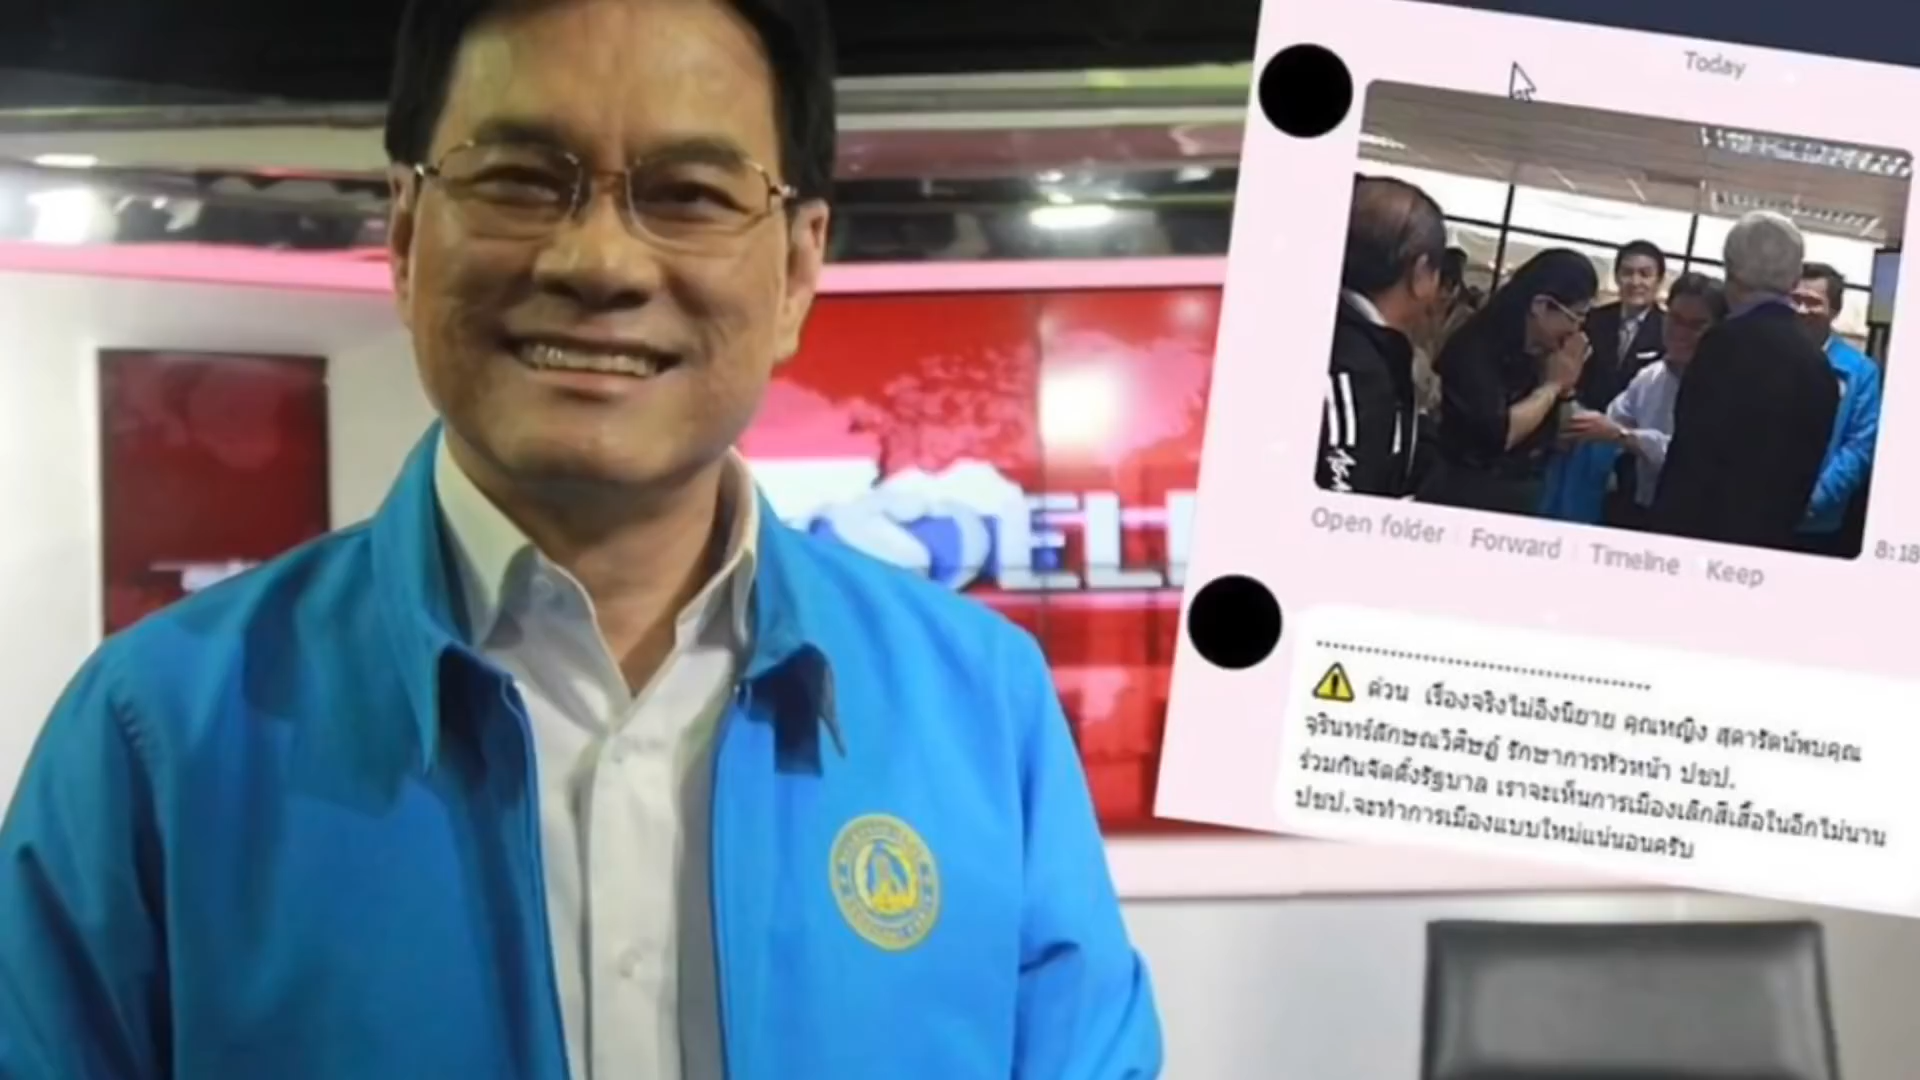 Today
Open folder Forward Timeline Keep
8:18
ด่วน เรื่องจริงไม่อิงนิยาย คุณหญิง สุดารัตน์พบคุณ
จุรินทร์ลักษณวิศิษฏ์ รักษาการหัวหน้า ปชป.
ร่วมกันจัดตั้งรัฐบาล เราจะเห็นการเมืองเลิกสีเสื้อในอีกไม่นาน
ปชป.จะทำการเมืองแบบใหม่แน่นอนครับ